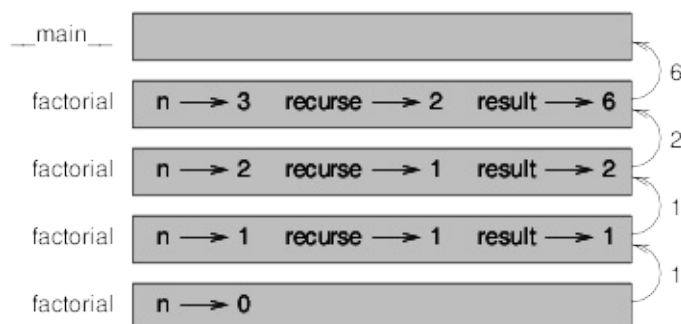 __main__
6
factorial n → 3 recurse → 2 result → 6
2
factorial n → 2 recurse → 1 result → 2
1
factorial n → 1 recurse → 1 result → 1
1
factorial n → 0